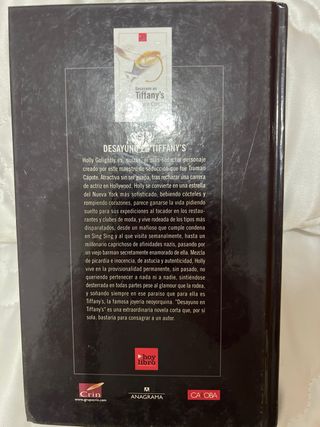 Desayuno en
Tiffany's
DESAYUNO EN TIFFANY'S
Holly Golightly es, quizás, el más seductor personaje
creado por este maestro de seducción que fue Truman
Capote. Atractiva sin ser guapa, tras rechazar una carrera
de actriz en Hollywood, Holly se convierte en una estrella
del Nueva York más sofisticado, bebiendo cócteles y
rompiendo corazones, parece ganarse la vida pidiendo
suelto para sus expediciones al tocador en los restau-
rantes y clubes de moda, y vive rodeada de los tipos más
disparatados, desde un mafioso que cumple condena
en Sing Sing y al que visita semanalmente, hasta un
millonario caprichoso de afinidades nazis, pasando por
un viejo barman secretamente enamorado de ella. Mezcla
de picardía e inocencia, de astucia y autenticidad, Holly
vive en la provisionalidad permanente, sin pasado, no
queriendo pertenecer a nada ni a nadie, sintiéndose
desterrada en todas partes pese al glamour que la rodea,
y soñando siempre en ese paraíso que para ella es
Tiffany's, la famosa joyería neoyorquina. "Desayuno en
Tiffany's" es una extraordinaria novela corta que, por sí
sola, bastaría para consagrar a un autor.
hoy
libro
Crin
www.grupocrin.com
ANAGRAMA